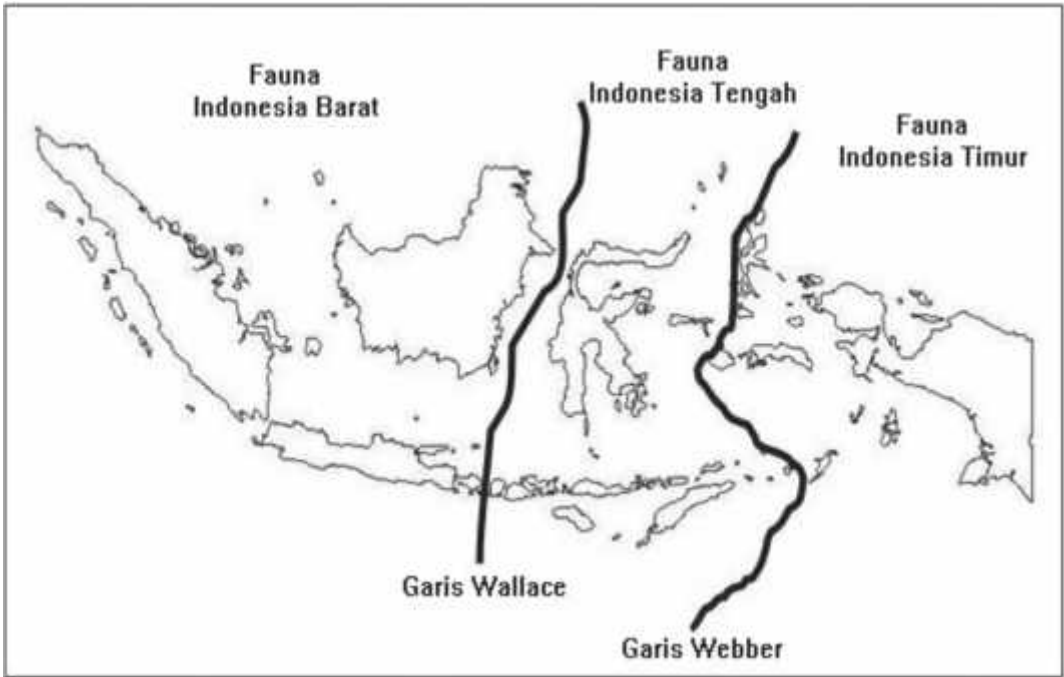 Fauna
Indonesia Barat
Fauna
Indonesia Tengah
Fauna
Indonesia Timur
Garis Wallace
Garis Webber